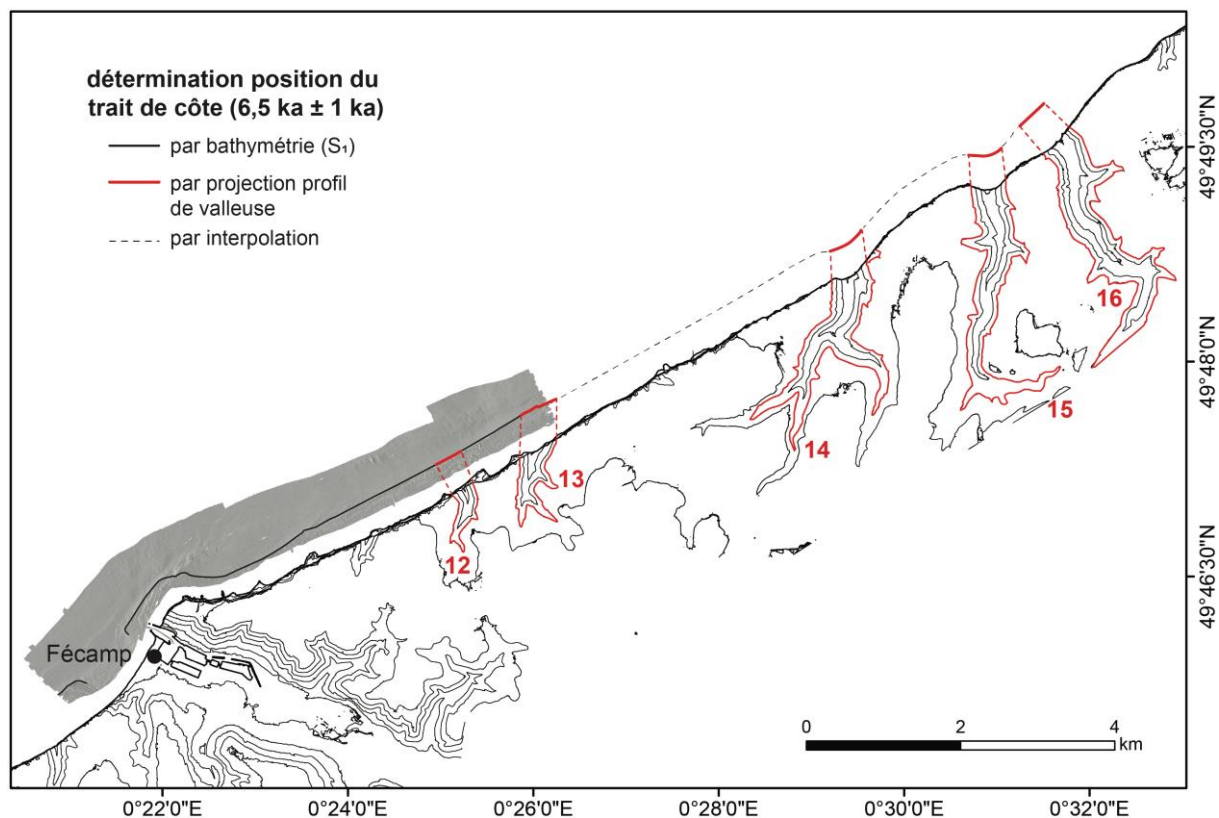 détermination position du
trait de côte (6,5 ka ± 1 ka)
par bathymétrie (S₁)
par projection profil
de valleuse
par interpolation
49°49'30"N
49°48'0"N
49°46'30"N
16
15
14
13
12
Fécamp
0 2 4
km
0°22'0"E 0°24'0"E 0°26'0"E 0°28'0"E 0°30'0"E 0°32'0"E